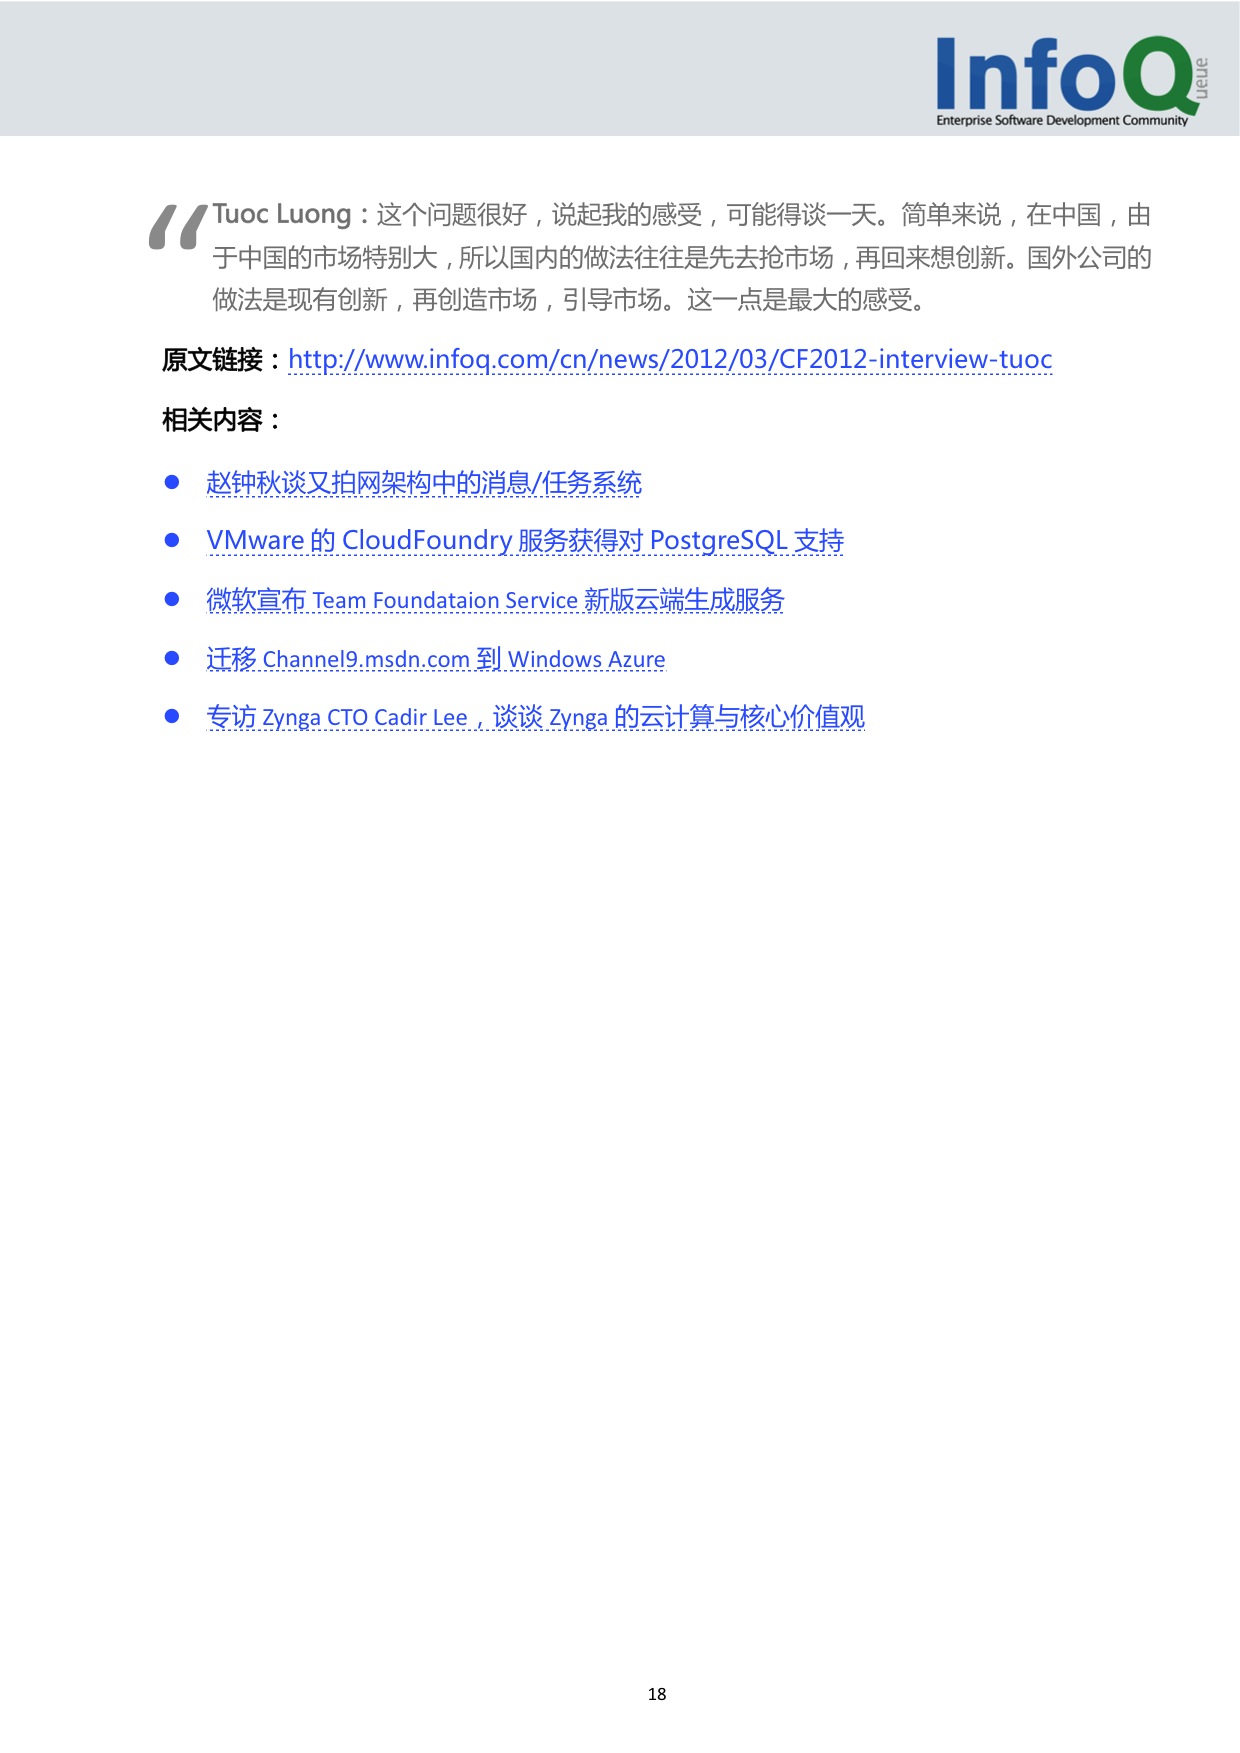 InfoQueue
Enterprise Software Development Community
“Tuoc Luong：这个问题很好，说起我的感受，可能得谈一天。简单来说，在中国，由
于中国的市场特别大，所以国内的做法往往是先去抢市场，再回来想创新。国外公司的
做法是现有创新，再创造市场，引导市场。这一点是最大的感受。
原文链接：http://www.infoq.com/cn/news/2012/03/CF2012-interview-tuoc
相关内容：
● 赵钟秋谈又拍网架构中的消息/任务系统
● VMware 的 CloudFoundry 服务获得对 PostgreSQL 支持
● 微软宣布 Team Foundataion Service 新版云端生成服务
● 迁移 Channel9.msdn.com 到 Windows Azure
● 专访 Zynga CTO Cadir Lee，谈谈 Zynga 的云计算与核心价值观
18